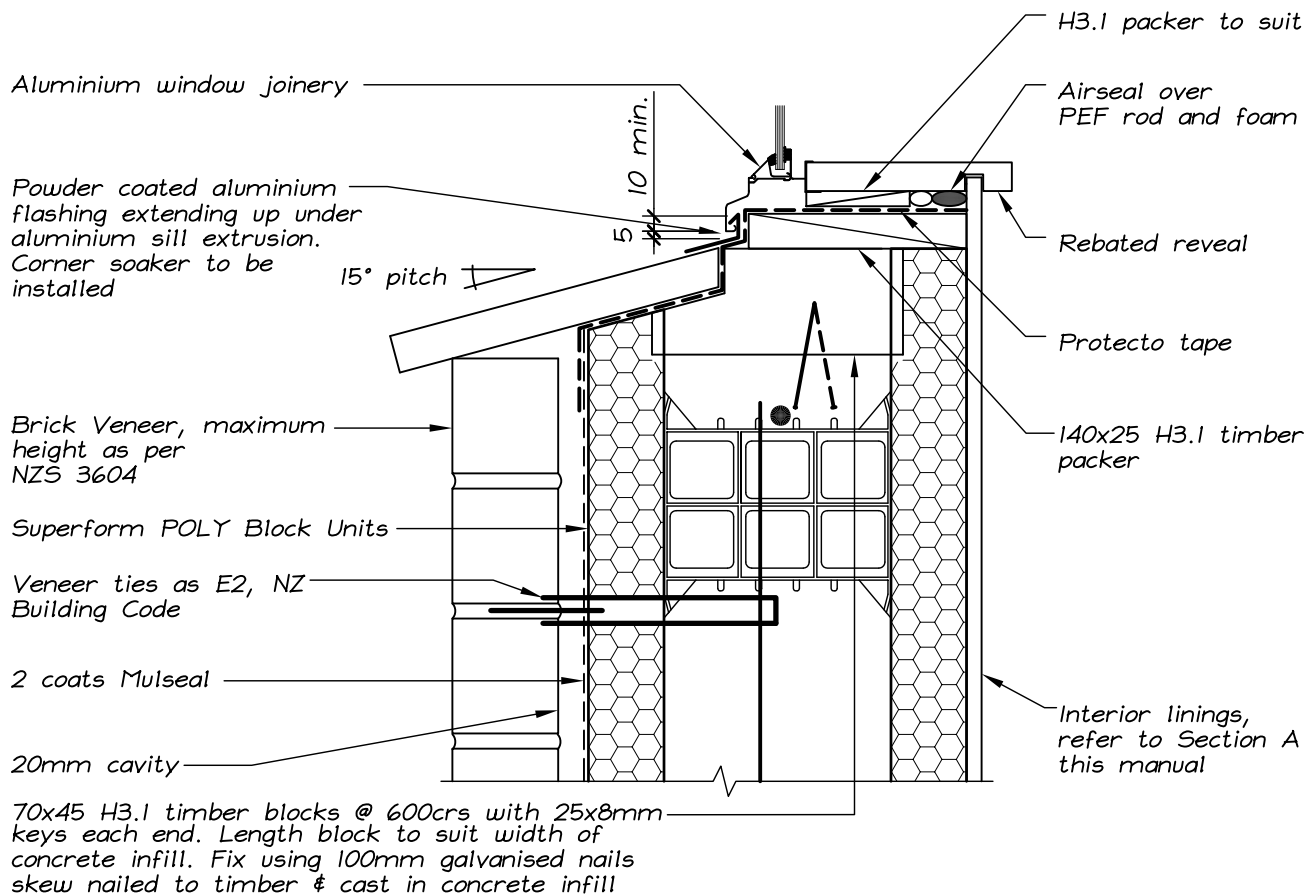 Aluminium window joinery
Powder coated aluminium
flashing extending up under
aluminium sill extrusion.
Corner soaker to be
installed
10 min.
5
15° pitch
Brick Veneer, maximum
height as per
NZS 3604
Superform POLY Block Units
Veneer ties as E2, NZ
Building Code
2 coats Mulseal
20mm cavity
70x45 H3.1 timber blocks @ 600crs with 25x8mm
keys each end. Length block to suit width of
concrete infill. Fix using 100mm galvanised nails
skew nailed to timber & cast in concrete infill
H3.1 packer to suit
Airseal over
PEF rod and foam
Rebated reveal
Protecto tape
140x25 H3.1 timber
packer
Interior linings,
refer to Section A
this manual